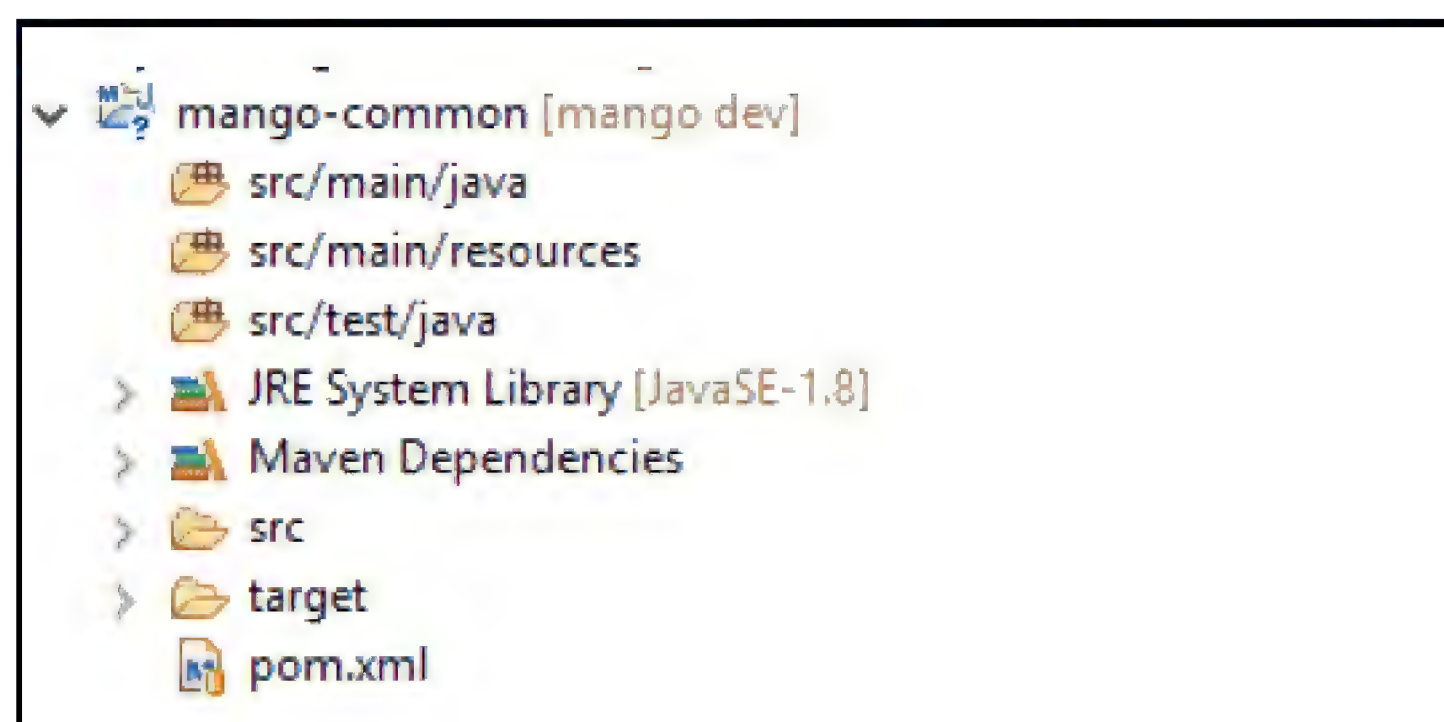 mango-common [mango dev]
src/main/java
src/main/resources
src/test/java
JRE System Library [JavaSE-1.8]
Maven Dependencies
src
target
pom.xml